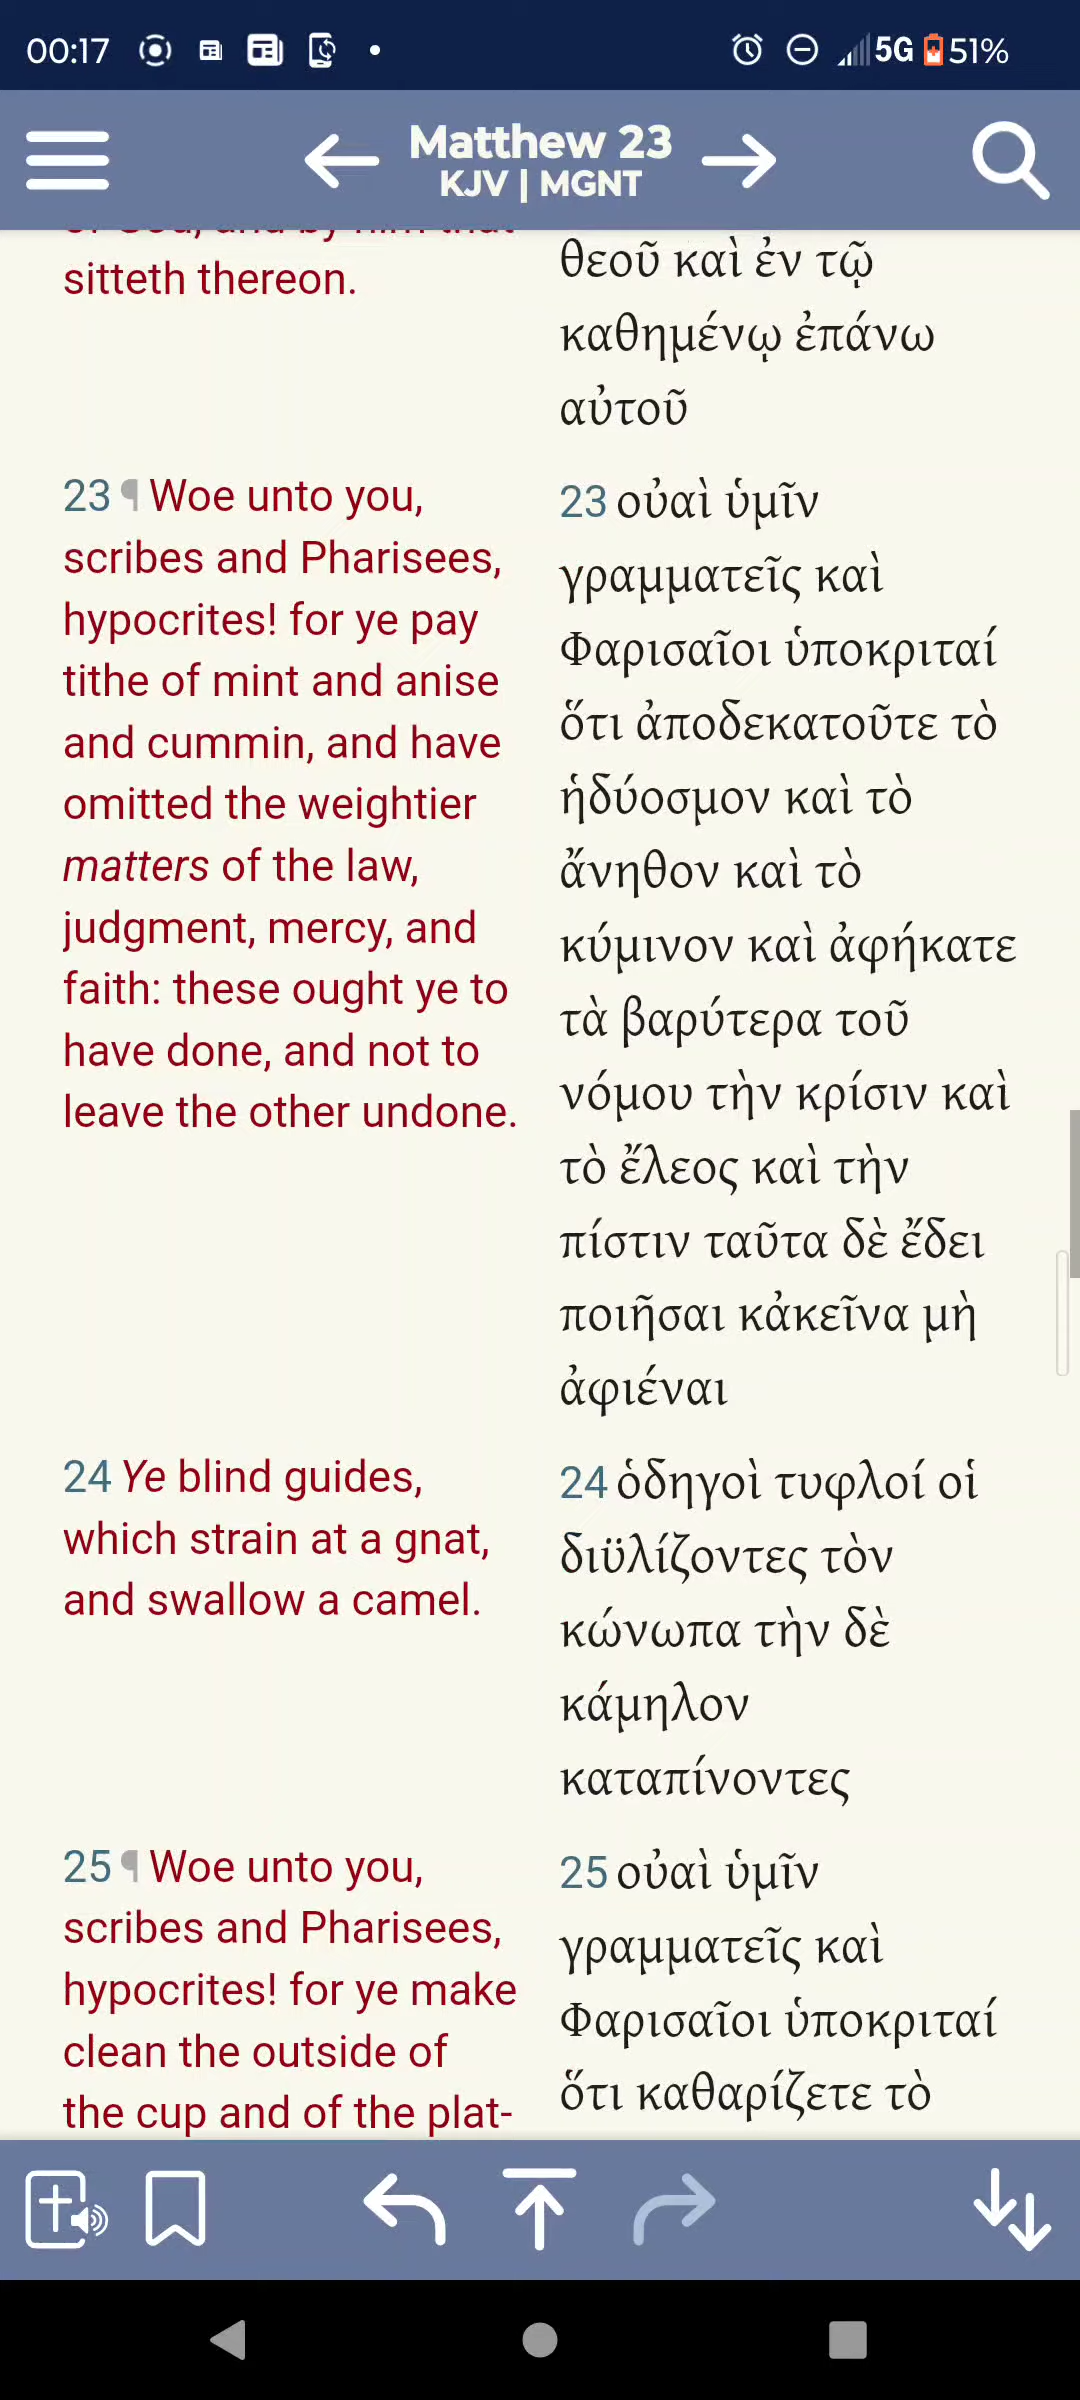 00:17
5G 51%
Matthew 23
KJV | MGNT
of God, and by him that
sitteth thereon.
θεοῦ καὶ ἐν τῷ
καθημένῳ ἐπάνω
αὐτοῦ
23 ¶ Woe unto you,
scribes and Pharisees,
hypocrites! for ye pay
tithe of mint and anise
and cummin, and have
omitted the weightier
matters of the law,
judgment, mercy, and
faith: these ought ye to
have done, and not to
leave the other undone.
23 οὐαὶ ὑμῖν
γραμματεῖς καὶ
Φαρισαῖοι ὑποκριταί
ὅτι ἀποδεκατοῦτε τὸ
ἡδύοσμον καὶ τὸ
ἄνηθον καὶ τὸ
κύμινον καὶ ἀφήκατε
τὰ βαρύτερα τοῦ
νόμου τὴν κρίσιν καὶ
τὸ ἔλεος καὶ τὴν
πίστιν ταῦτα δὲ ἔδει
ποιῆσαι κἀκεῖνα μὴ
ἀφιέναι
24 Ye blind guides,
which strain at a gnat,
and swallow a camel.
24 ὁδηγοὶ τυφλοί οἱ
διϋλίζοντες τὸν
κώνωπα τὴν δὲ
κάμηλον
καταπίνοντες
25 ¶ Woe unto you,
scribes and Pharisees,
hypocrites! for ye make
clean the outside of
the cup and of the plat-
25 οὐαὶ ὑμῖν
γραμματεῖς καὶ
Φαρισαῖοι ὑποκριταί
ὅτι καθαρίζετε τὸ